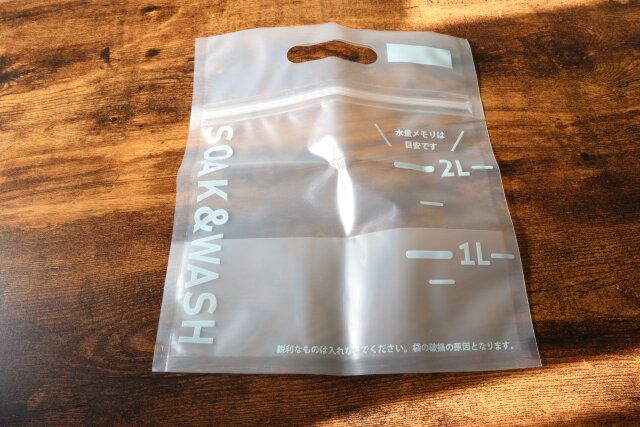 SOAK&WASH
水量メモリは
目安です
2L
1L
鋭利なものは入れないでください。袋の破損の原因となります。